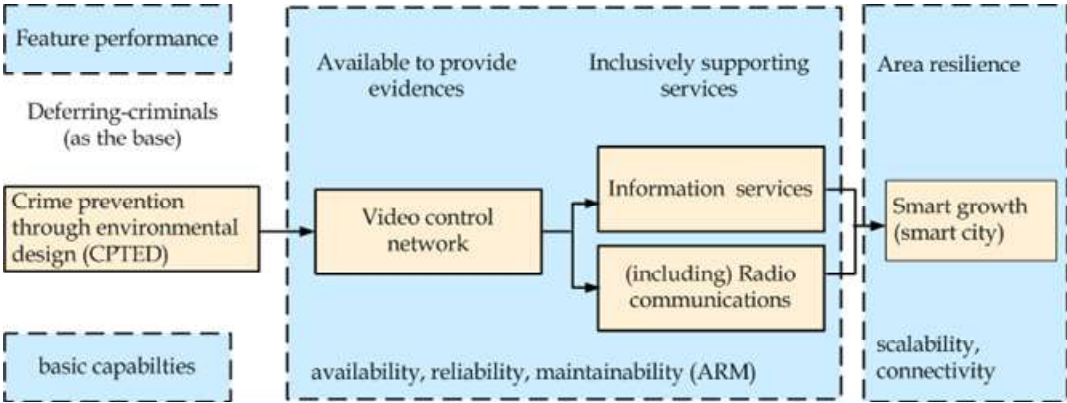 Feature performance
Deferring-criminals
(as the base)
Crime prevention
through environmental
design (CPTED)
basic capabilties
Available to provide
evidences
Inclusively supporting
services
Video control
network
Information services
(including) Radio
communications
availability, reliability, maintainability (ARM)
Area resilience
Smart growth
(smart city)
scalability,
connectivity